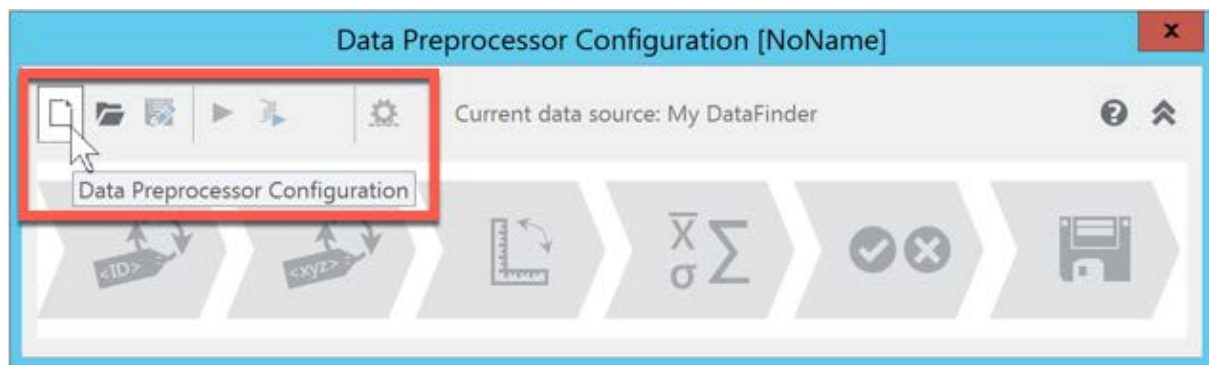 Data Preprocessor Configuration [NoName]
x
Current data source: My DataFinder
?
Data Preprocessor Configuration
<ID>
<xyz>
X
σ Σ